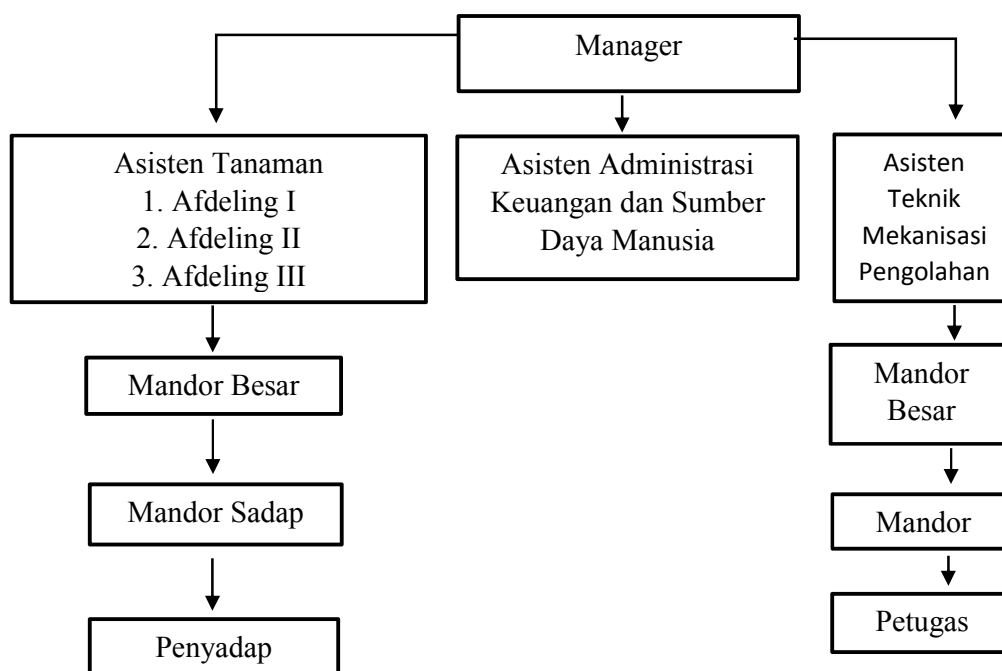 Manager
Asisten Tanaman
1. Afdeling I
2. Afdeling II
3. Afdeling III
Asisten Administrasi
Keuangan dan Sumber
Daya Manusia
Asisten
Teknik
Mekanisasi
Pengolahan
Mandor Besar
Mandor
Besar
Mandor Sadap
Mandor
Penyadap
Petugas